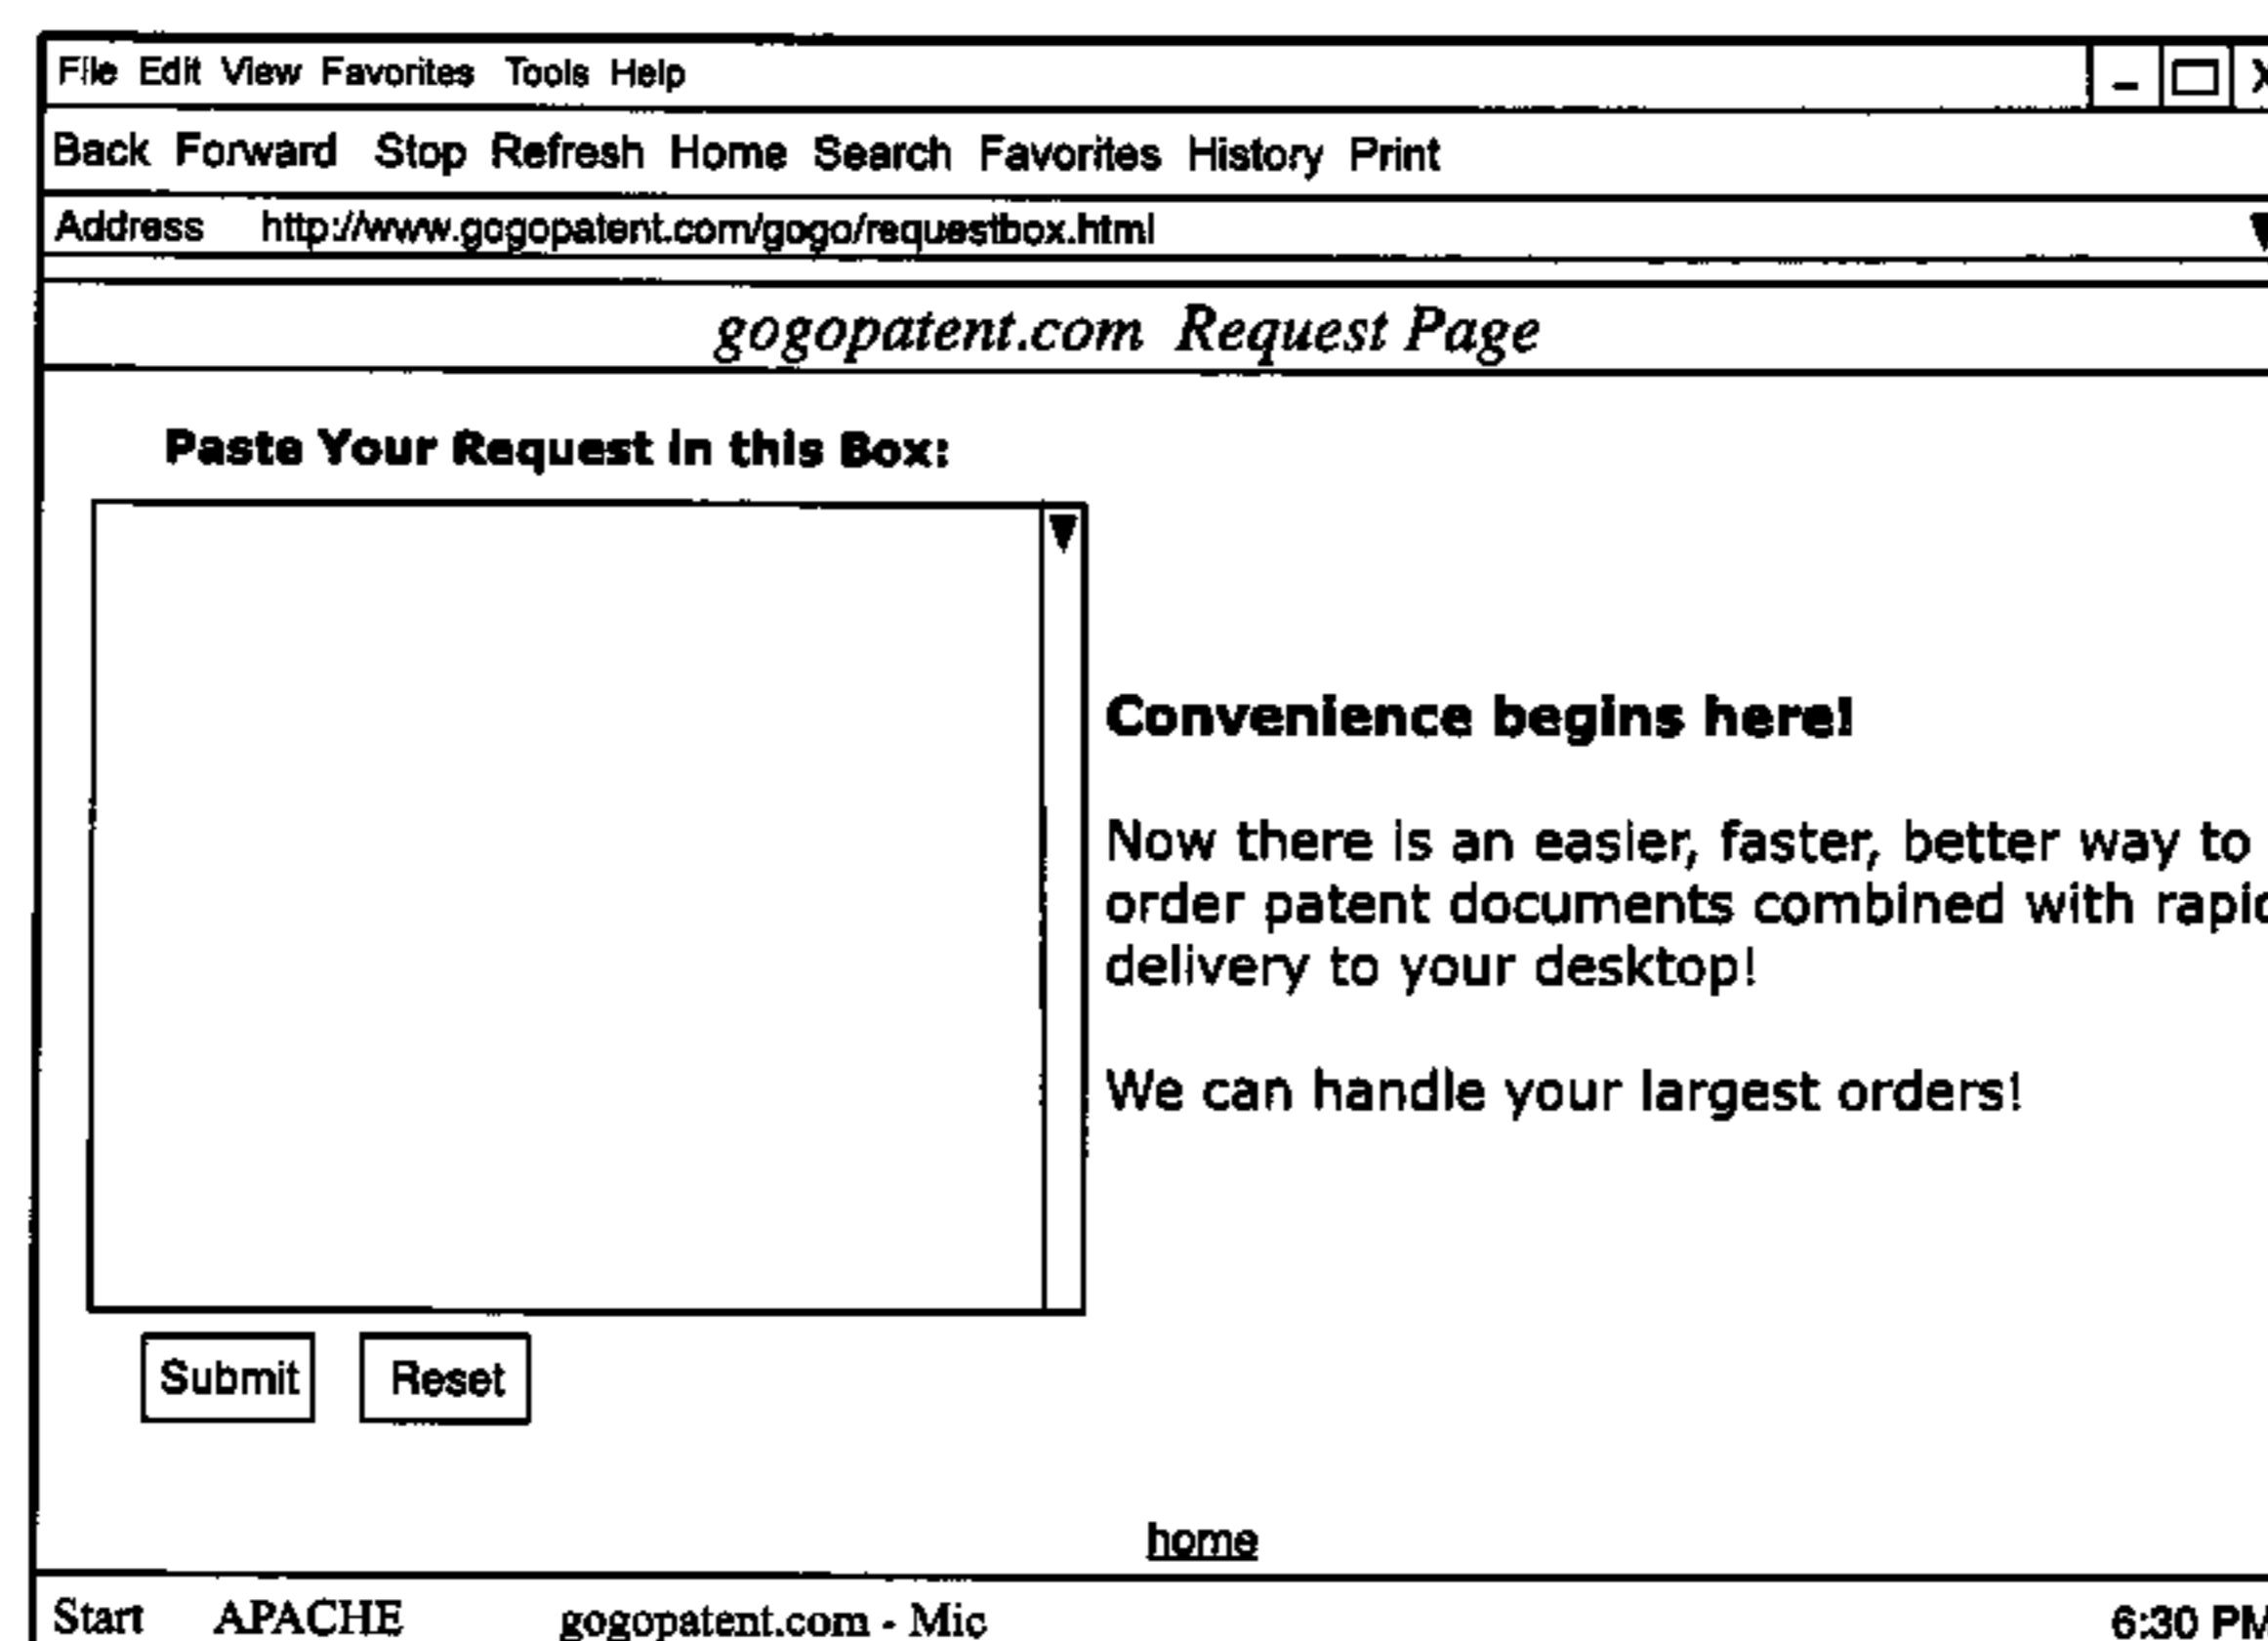 File Edit View Favorites Tools Help
Back Forward Stop Refresh Home Search Favorites History Print
Address http://www.gogopatent.com/gogo/requestbox.html
gogopatent.com Request Page
Paste Your Request in this Box:
Convenience begins here!
Now there is an easier, faster, better way to
order patent documents combined with
delivery to your desktop!
We can handle your largest orders!
Submit Reset
home
Start APACHE gogopatent.com - Mic 6:30 PM